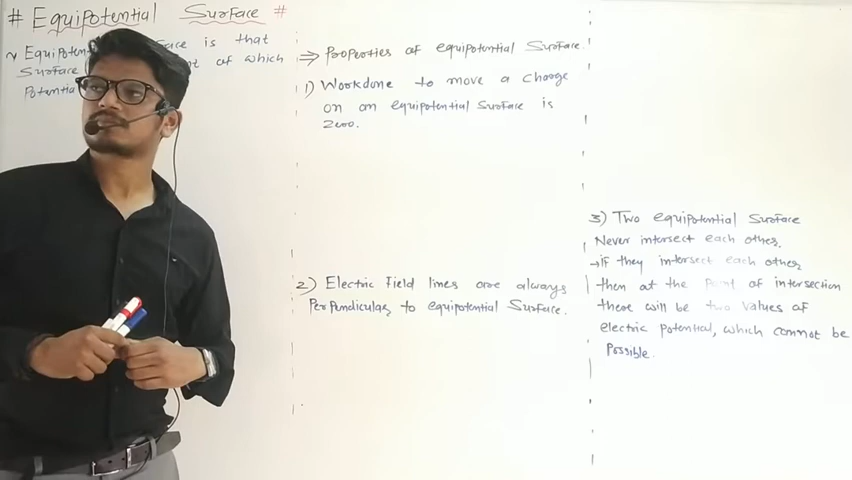 # Equipotential Surface #
~ Equipoten face is that
Surface of which
Potentia
⇒ Properties of equipotential Surface.
1) Workdone to move a charge
on an equipotential surface is
Zero.
2) Electric Field lines are always
Perpendicular to equipotential Surface.
3) Two equipotential Surface
Never intersect each other.
→ if they intersect each other
then at the point of intersection
there will be two values of
electric potential, which cannot be
Possible.